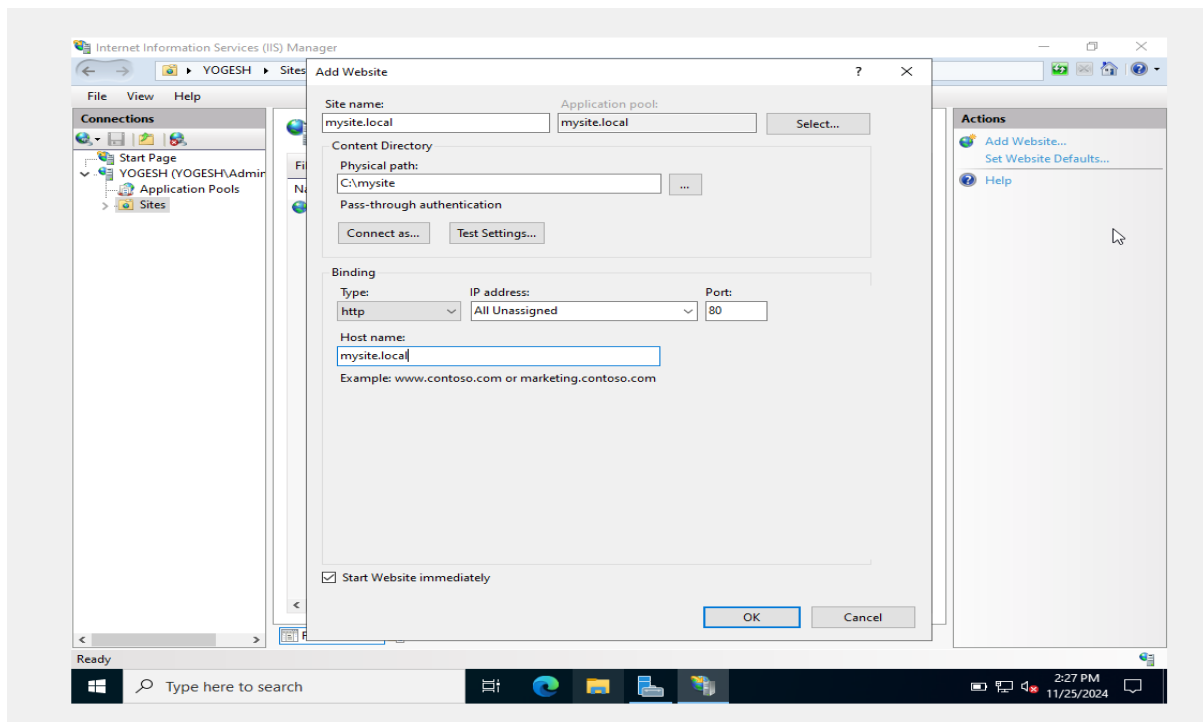 Internet Information Services (IIS) Manager
YOGESH Sites
File View Help
Connections
Start Page
YOGESH (YOGESH\Admin
Application Pools
Sites
Add Website
?
Site name:
Application pool:
mysite.local
mysite.local
Select...
Content Directory
Physical path:
C:\mysite
...
Pass-through authentication
Connect as...
Test Settings...
Binding
Type:
IP address:
Port:
http
All Unassigned
80
Host name:
mysite.local
Example: www.contoso.com or marketing.contoso.com
Start Website immediately
OK
Cancel
Actions
Add Website...
Set Website Defaults...
Help
Ready
Type here to search
2:27 PM
11/25/2024